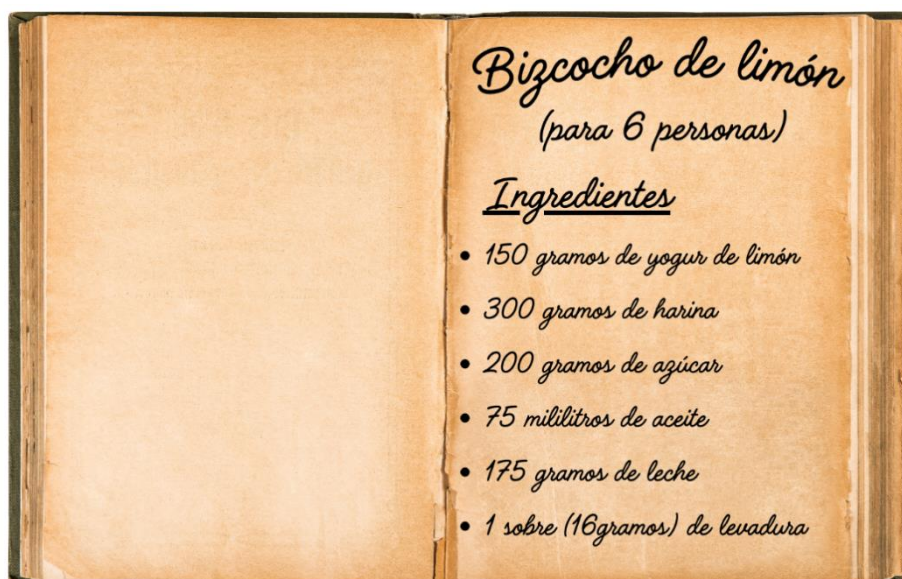 Bizcocho de limón
(para 6 personas)
Ingredientes
• 150 gramos de yogur de limón
• 300 gramos de harina
• 200 gramos de azúcar
• 75 mililitros de aceite
• 175 gramos de leche
• 1 sobre (16gramos) de levadura